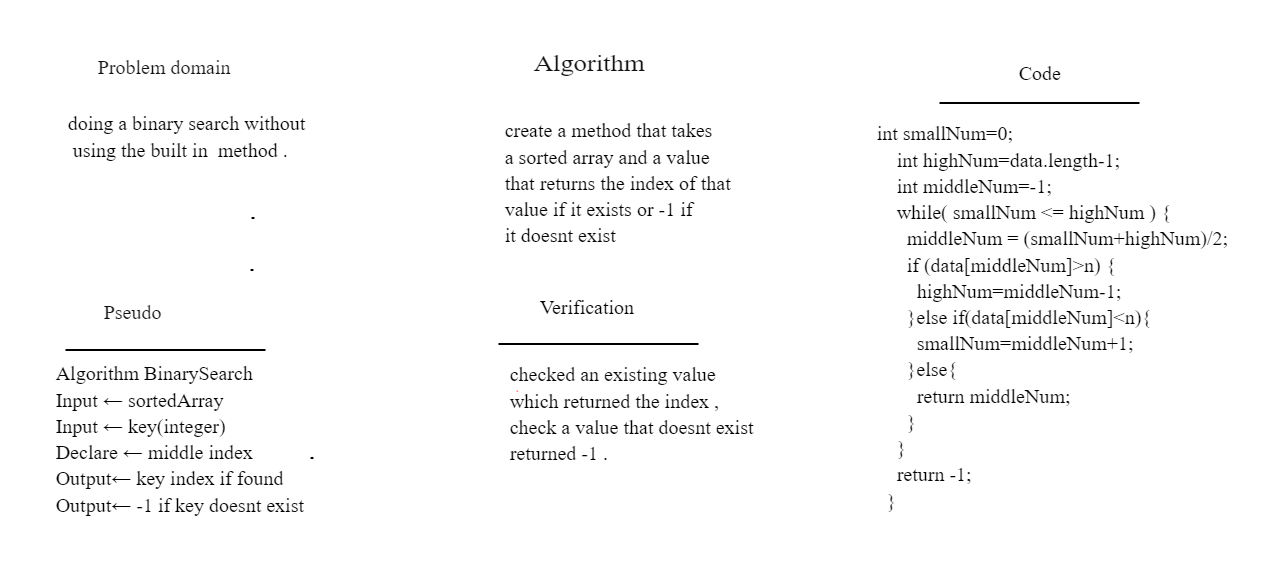 Problem domain
doing a binary search without
using the built in  method .
Pseudo
Algorithm BinarySearch
Input ← sortedArray
Input ← key(integer)
Declare ← middle index
Output← key index if found
Output← -1 if key doesnt exist
Algorithm
create a method that takes
a sorted array and a value
that returns the index of that
value if it exists or -1 if
it doesnt exist
Verification
checked an existing value
which returned the index ,
check a value that doesnt exist
returned -1 .
Code
int smallNum=0;
int highNum=data.length-1;
int middleNum=-1;
while( smallNum <= highNum ) {
middleNum = (smallNum+highNum)/2;
if (data[middleNum]>n) {
highNum=middleNum-1;
}else if(data[middleNum]<n){
smallNum=middleNum+1;
}else{
return middleNum;
}
}
return -1;
}